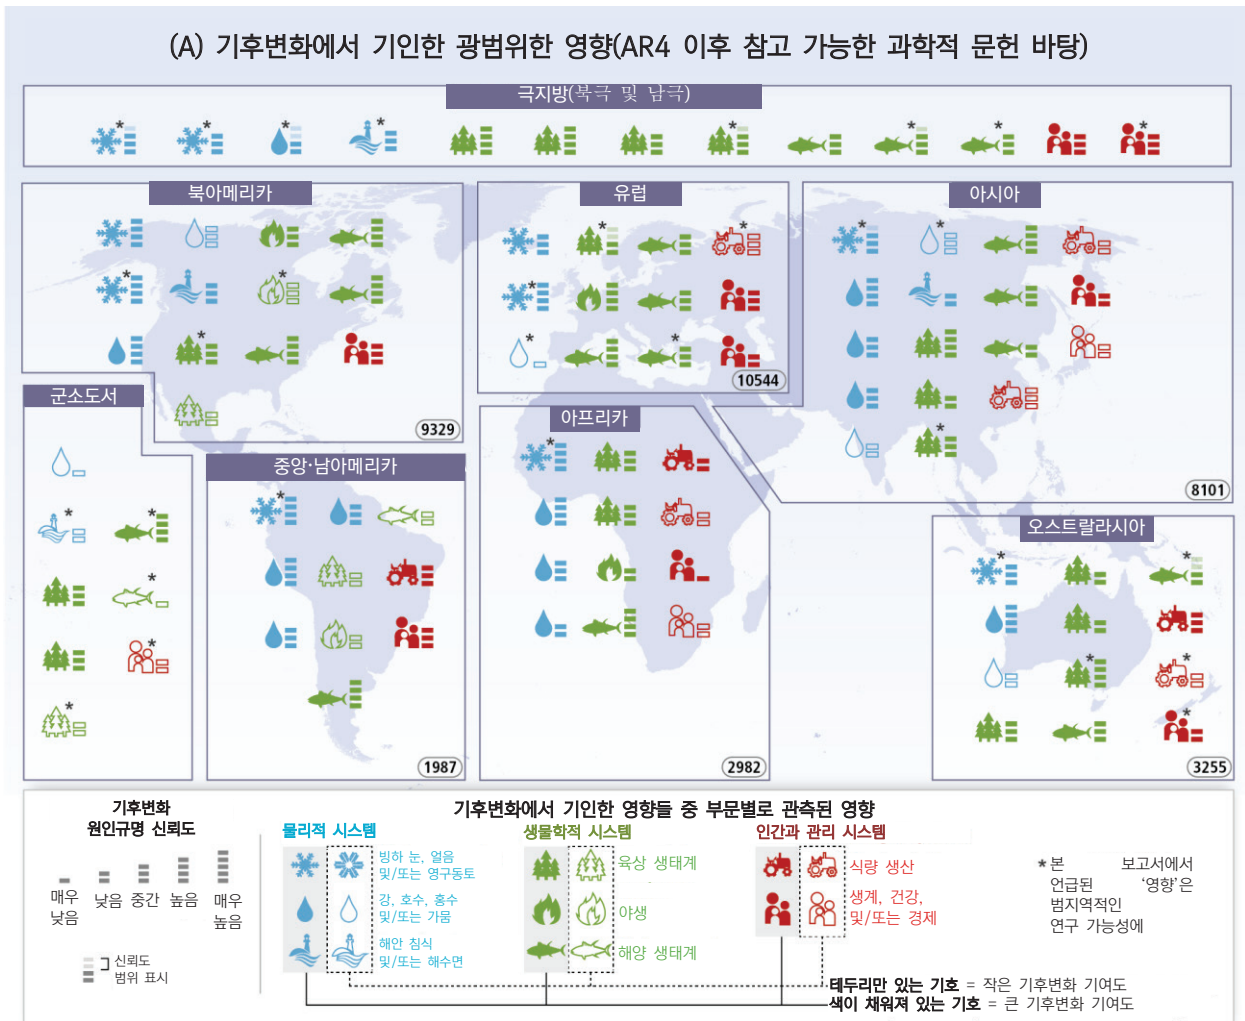 (A) 기후변화에서 기인한 광범위한 영향(AR4 이후 참고 가능한 과학적 문헌 바탕)
극지방(북극 및 남극)
북아메리카
유럽
아시아
10544
군소도서
9329
아프리카
중앙·남아메리카
8101
오스트랄라시아
1987
2982
3255
기후변화
원인규명 신뢰도
매우
낮음
낮음
중간
높음
매우
높음
신뢰도
범위 표시
기후변화에서 기인한 영향들 중 부문별로 관측된 영향
물리적 시스템
빙하 눈, 얼음
및/또는 영구동토
강, 호수, 홍수
및/또는 가뭄
해안 침식
및/또는 해수면
생물학적 시스템
육상 생태계
야생
해양 생태계
인간과 관리 시스템
식량 생산
생계, 건강,
및/또는 경제
*본 보고서에서
언급된 ‘영향’은
범지역적인
연구 가능성에
테두리만 있는 기호 = 작은 기후변화 기여도
색이 채워져 있는 기호 = 큰 기후변화 기여도